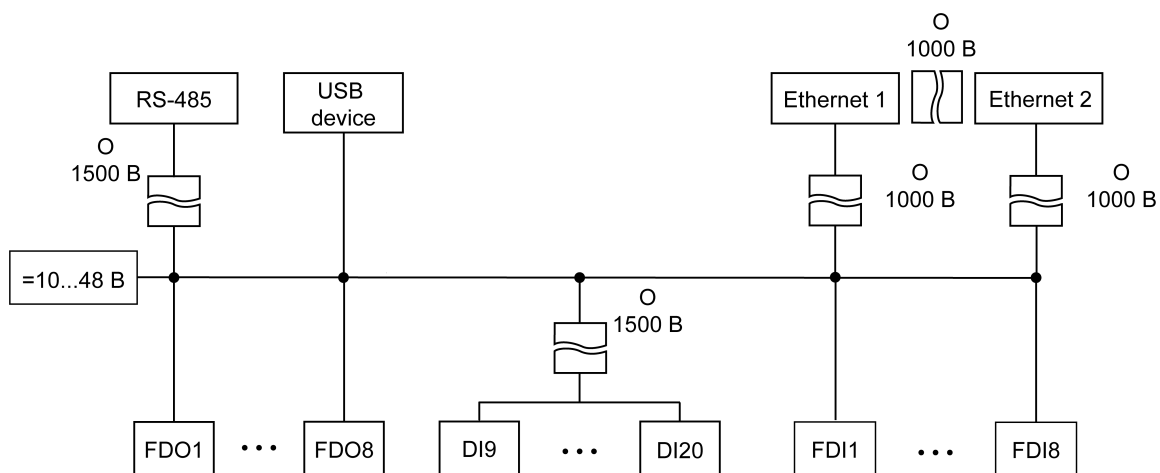 О
1000 В
RS-485
USB
device
Ethernet 1
Ethernet 2
О
1500 В
О
1000 В
О
1000 В
=10...48 В
О
1500 В
FDO1
...
FDO8
DI9
...
DI20
FDI1
...
FDI8